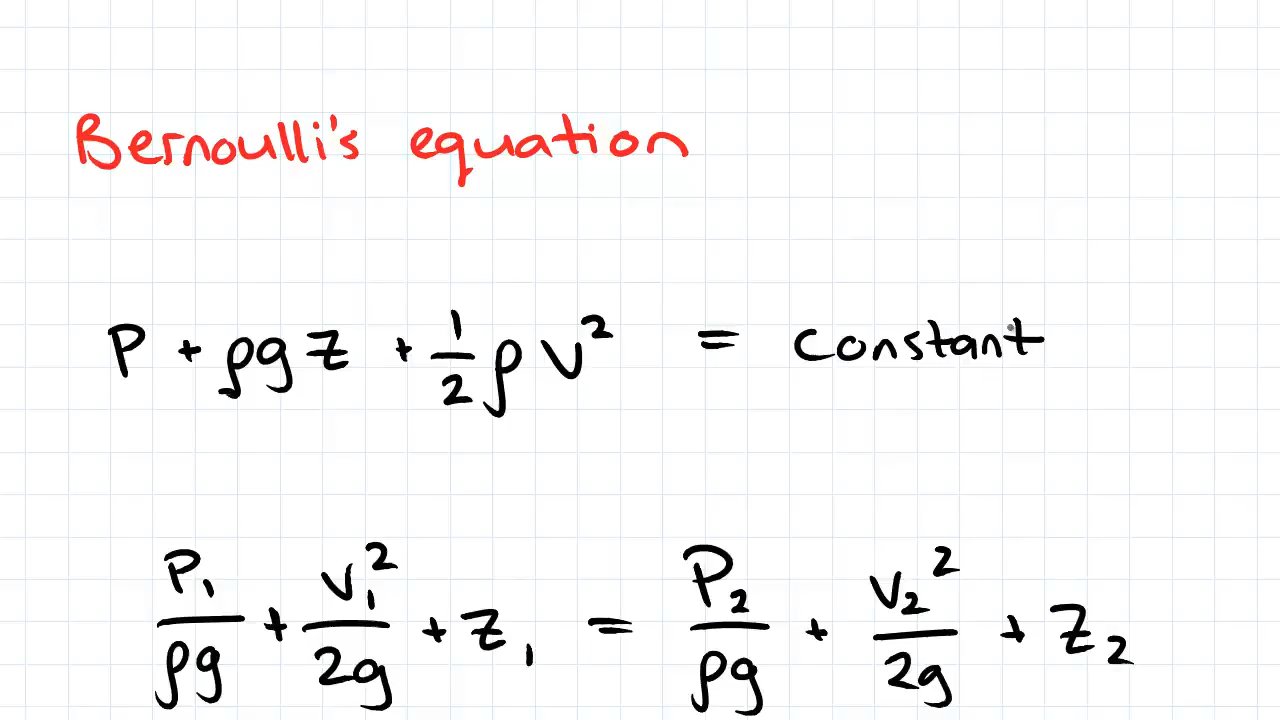 Bernoulli's equation
P + ρgz + 1/2 ρv² = constant
P₁/ρg + v₁²/2g + z₁ = P₂/ρg + v₂²/2g + z₂